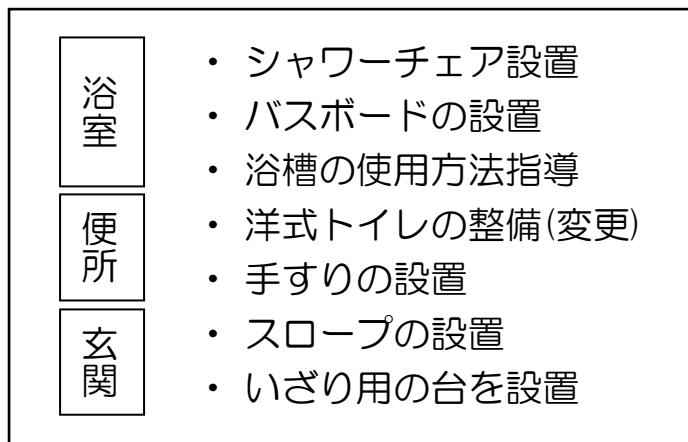 浴室
・ シャワーチェア設置
・ バスボードの設置
・ 浴槽の使用方法指導
便所
・ 洋式トイレの整備(変更)
・ 手すりの設置
玄関
・ スロープの設置
・ いざり用の台を設置